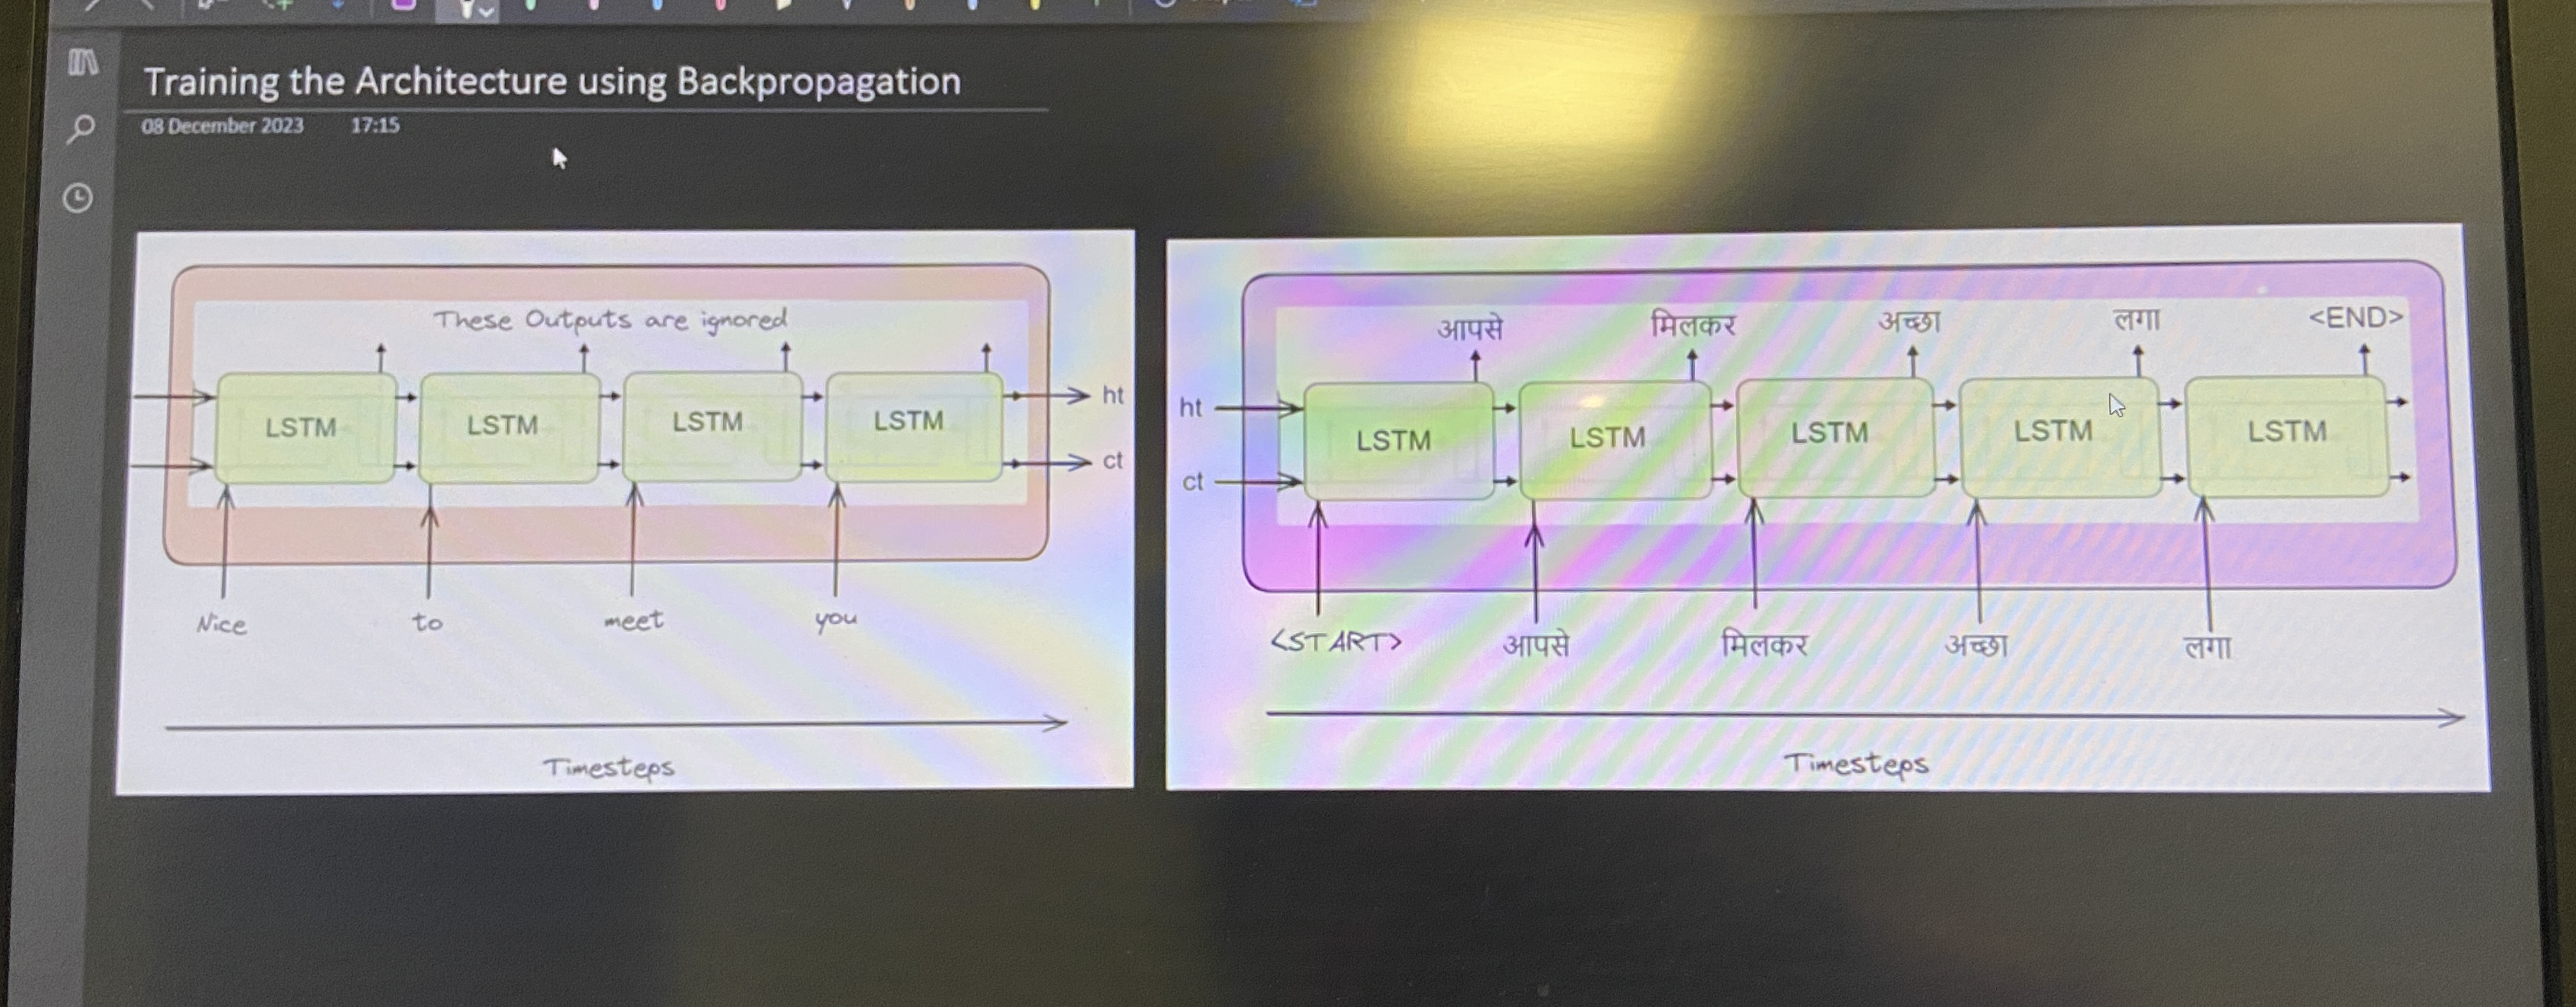 Training the Architecture using Backpropagation
08 December 2023 17:15
These Outputs are ignored
LSTM LSTM LSTM LSTM
ht
ct
Nice to meet you
Timesteps
आपसे मिलकर अच्छा लगा <END>
ht
ct
LSTM LSTM LSTM LSTM LSTM
<START> आपसे मिलकर अच्छा लगा
Timesteps